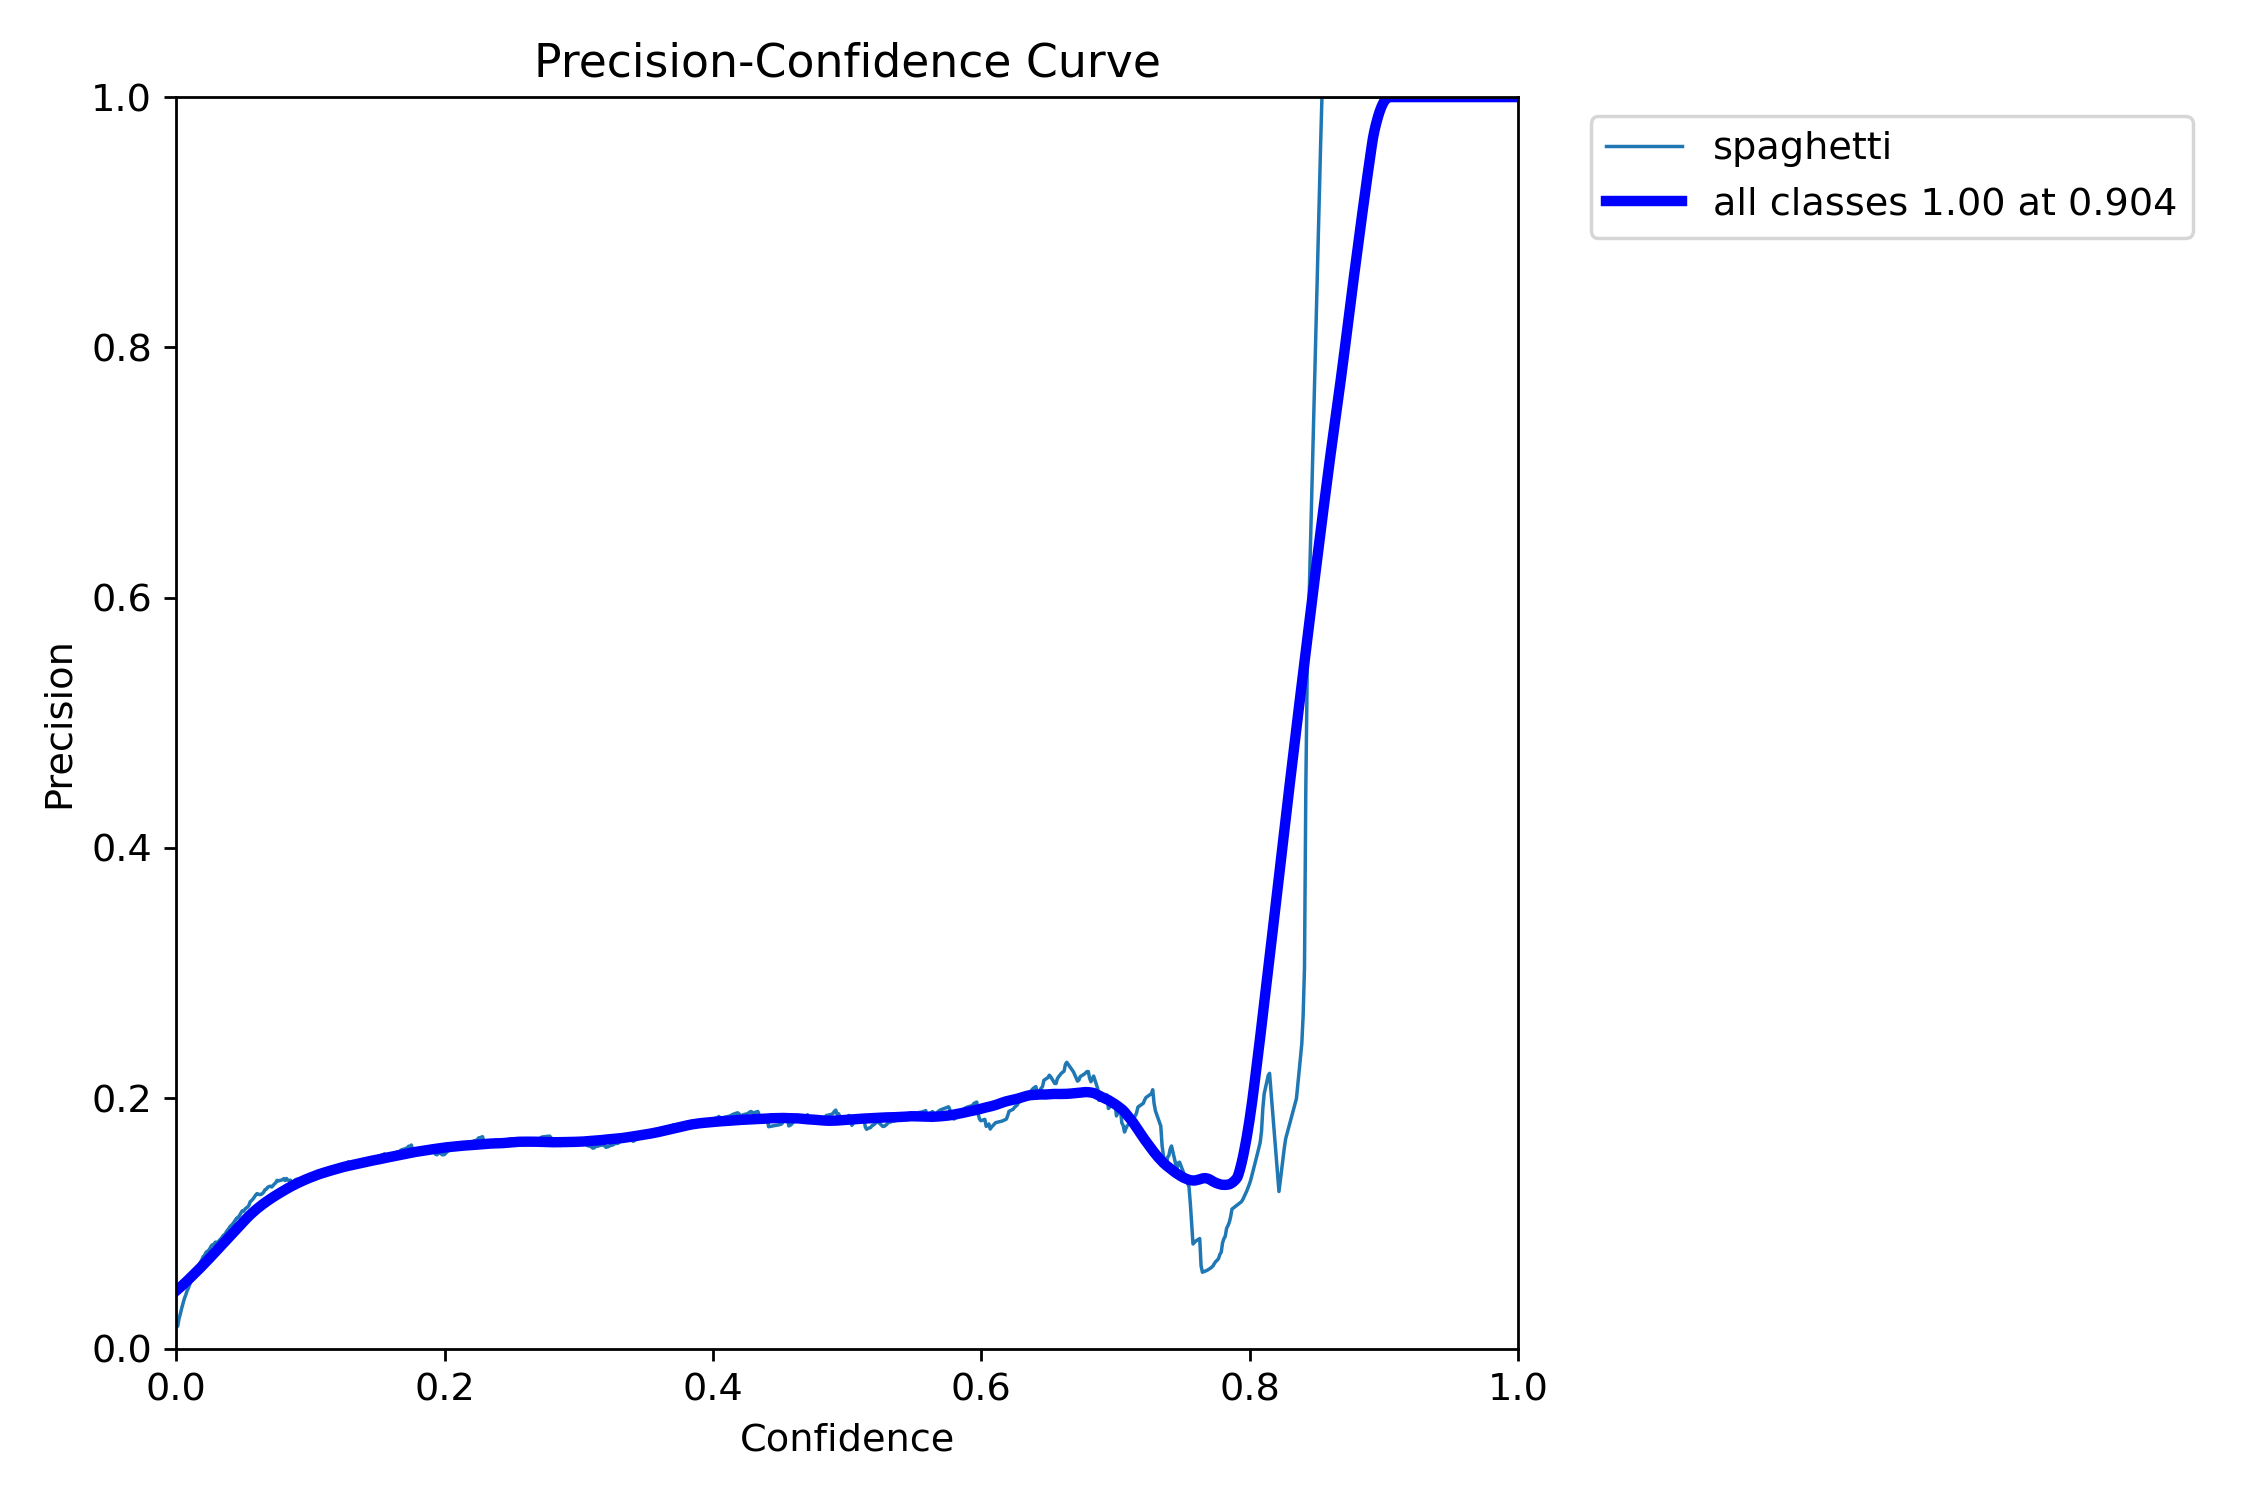 Precision-Confidence Curve
1.0
0.8
0.6
0.4
0.2
0.0
Precision
0.0 0.2 0.4 0.6 0.8 1.0
Confidence
spaghetti
all classes 1.00 at 0.904